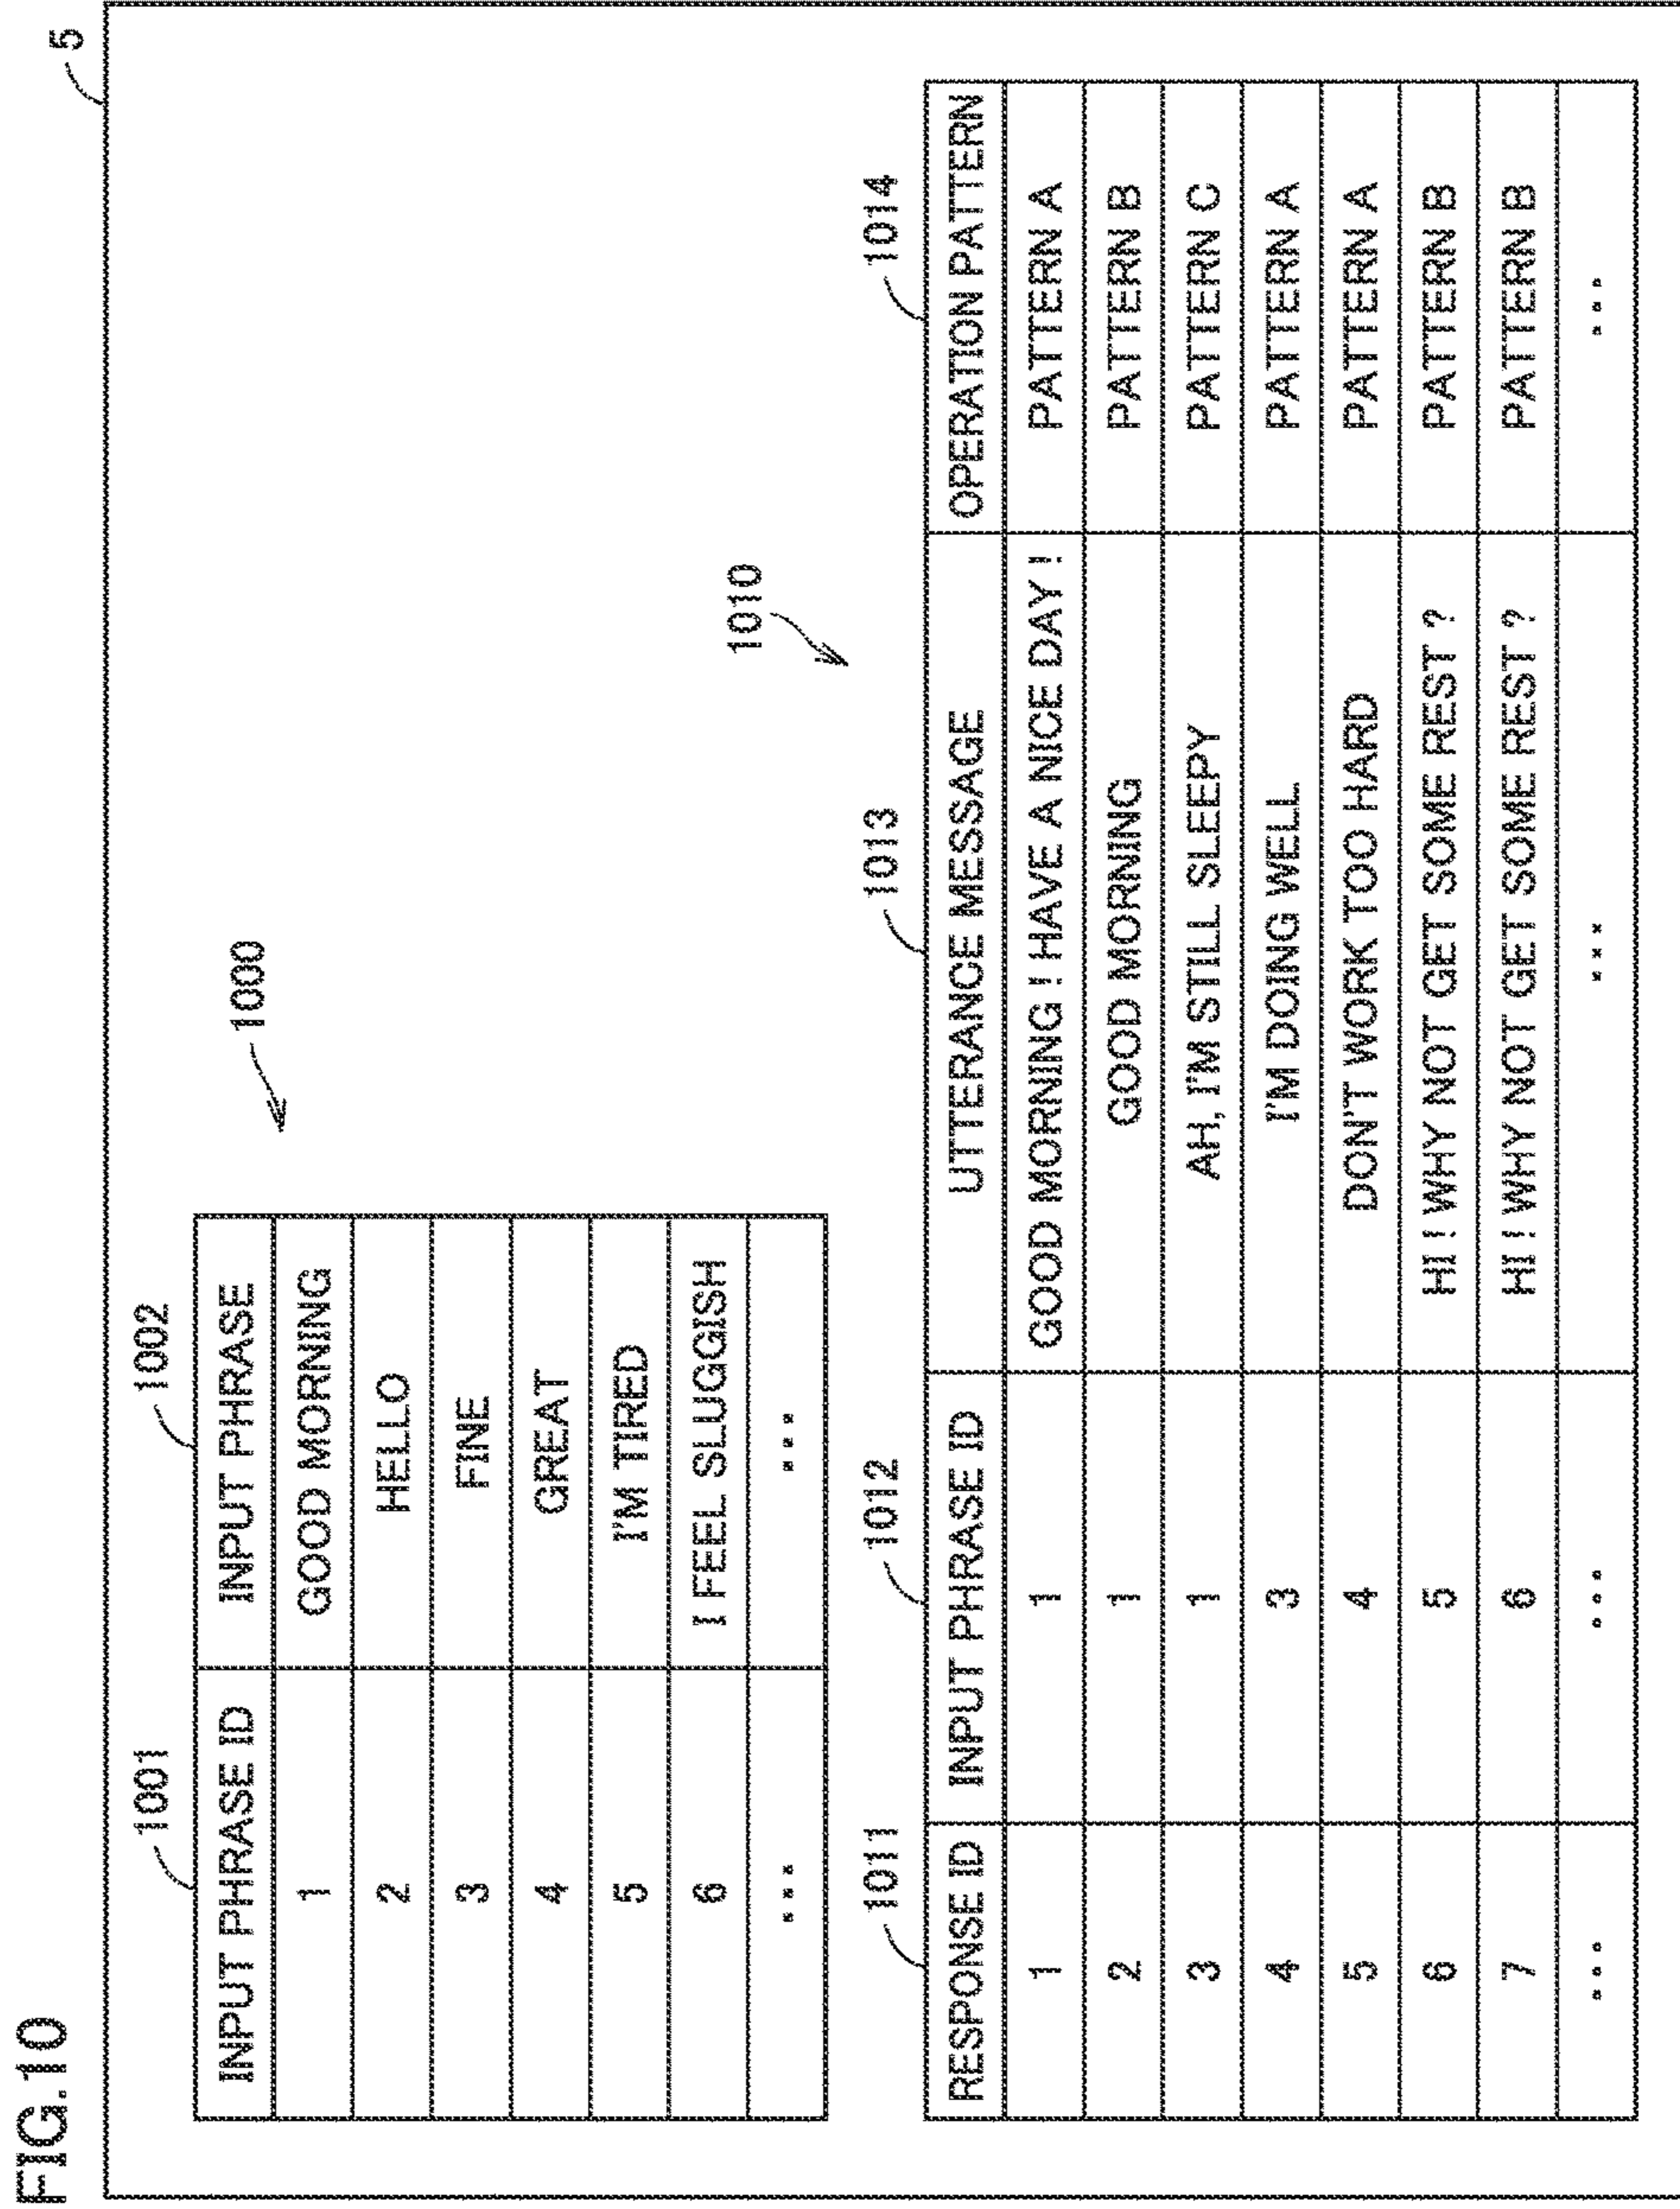 FIG.10
5
1000
1001 1002
INPUT PHRASE ID INPUT PHRASE
1 GOOD MORNING
2 HELLO
3 FINE
4 GREAT
5 I'M TIRED
6 I FEEL SLUGGISH
... ...
1010
1011 1012 1013 1014
RESPONSE ID INPUT PHRASE ID UTTERANCE MESSAGE OPERATION PATTERN
1 1 GOOD MORNING ! HAVE A NICE DAY ! PATTERN A
2 1 GOOD MORNING PATTERN B
3 1 AH, I'M STILL SLEEPY PATTERN C
4 3 I'M DOING WELL PATTERN A
5 4 DON'T WORK TOO HARD PATTERN A
6 5 HI ! WHY NOT GET SOME REST ? PATTERN B
7 6 HI ! WHY NOT GET SOME REST ? PATTERN B
... ... ... ...